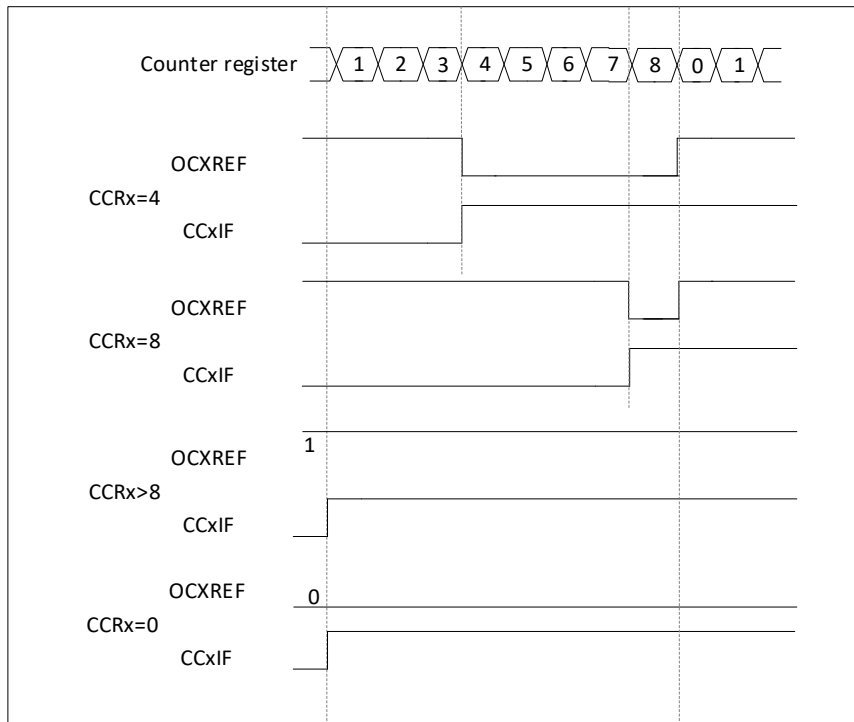 Counter register 1 2 3 4 5 6 7 8 0 1
OCXREF
CCRx=4
CCxIF
OCXREF
CCRx=8
CCxIF
1
OCXREF
CCRx>8
CCxIF
OCXREF 0
CCRx=0
CCxIF